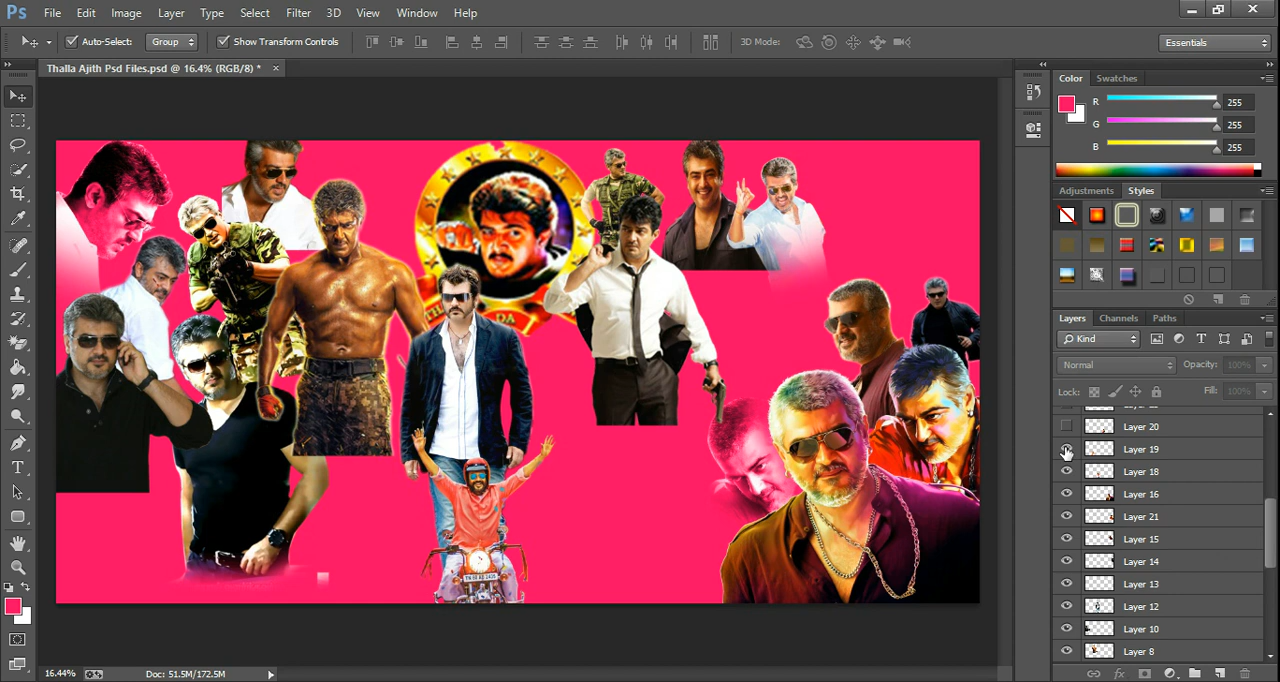 Ps File Edit Image Layer Type Select Filter 3D View Window Help
Auto-Select: Group Show Transform Controls 3D Mode: Essentials
Thalla Ajith Psd Files.psd @ 16.4% (RGB/8) * ×
Color Swatches
R 255
G 255
B 255
Adjustments Styles
Layers Channels Paths
Kind
Normal Opacity: 100%
Lock: Fill: 100%
Layer 20
Layer 19
Layer 18
Layer 16
Layer 21
Layer 15
Layer 14
Layer 13
Layer 12
Layer 10
Layer 8
DA
16.44% Doc: 51.5M/172.5M